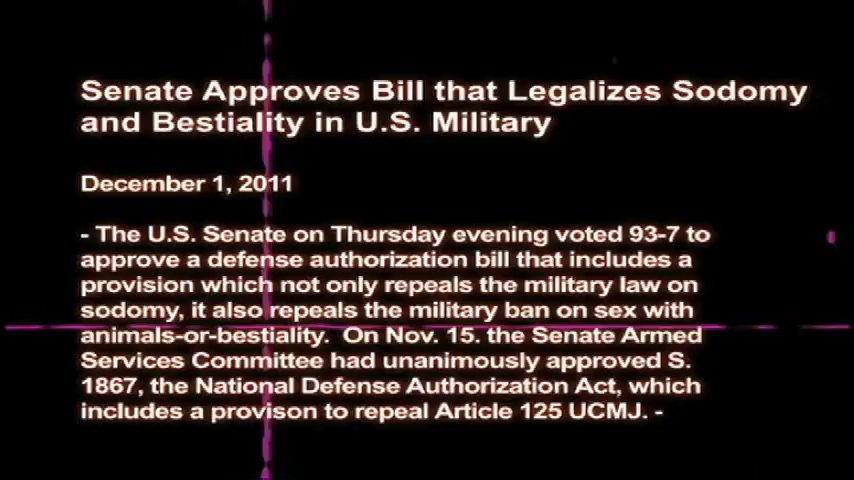 Senate Approves Bill that Legalizes Sodomy
and Bestiality in U.S. Military
December 1, 2011
- The U.S. Senate on Thursday evening voted 93-7 to
approve a defense authorization bill that includes a
provision which not only repeals the military law on
sodomy, it also repeals the military ban on sex with
animals-or-bestiality.  On Nov. 15. the Senate Armed
Services Committee had unanimously approved S.
1867, the National Defense Authorization Act, which
includes a provison to repeal Article 125 UCMJ. -